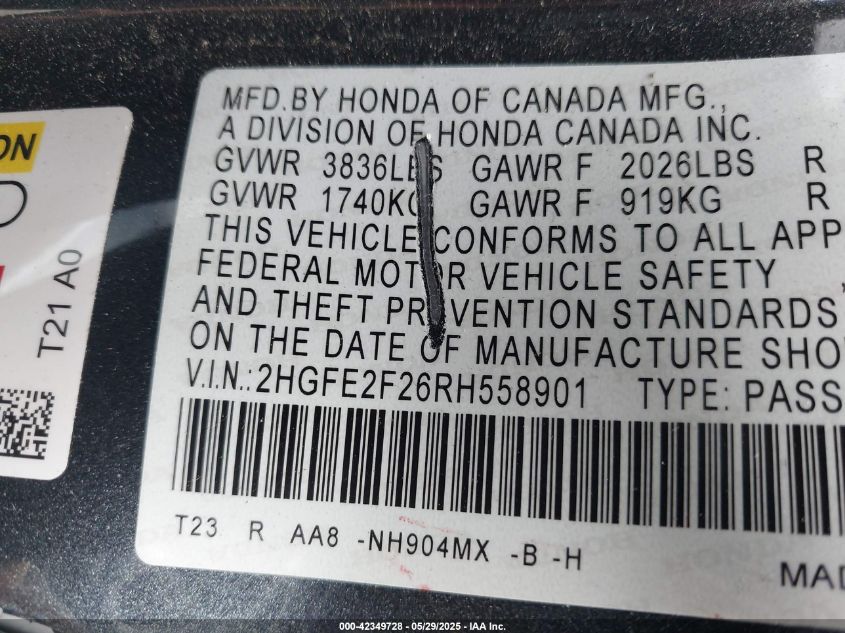 ON
T21 A0
MFD.BY HONDA OF CANADA MFG.,
A DIVISION OF HONDA CANADA INC.
GVWR 3836LBS GAWR F 2026LBS R
GVWR 1740KG GAWR F 919KG R
THIS VEHICLE CONFORMS TO ALL APP
FEDERAL MOTOR VEHICLE SAFETY
AND THEFT PREVENTION STANDARDS
ON THE DATE OF MANUFACTURE SHO
V.I.N.:2HGFE2F26RH558901 TYPE: PASS
T23 R AA8 -NH904MX -B -H
MAD
000-42349728 - 05/29/2025 - IAA Inc.